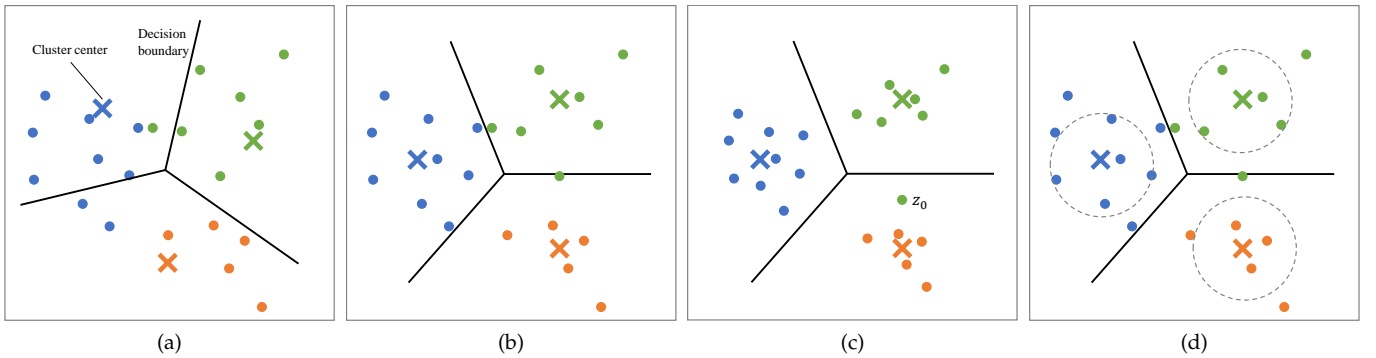 Cluster center
Decision
boundary
z₀
(a)
(b)
(c)
(d)